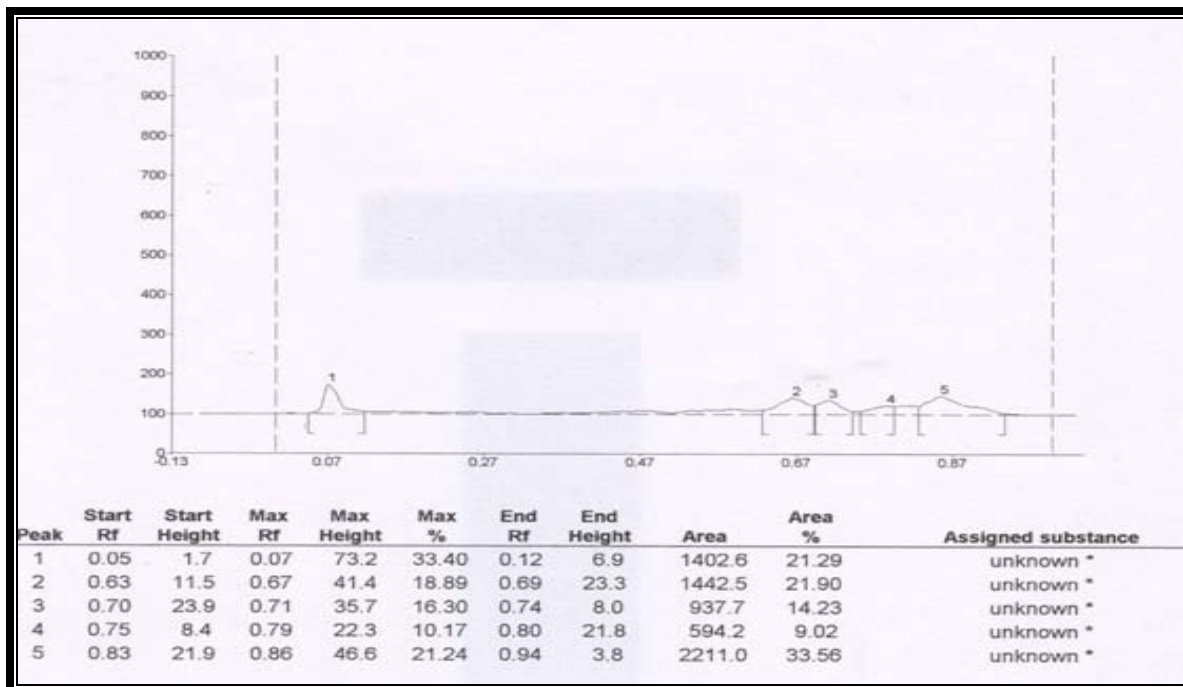 1000
900
800
700
600
500
400
300
200
100
0
1 2 3 4 5
-0.13 0.07 0.27 0.47 0.67 0.87
Start Start Max Max Max End End Area
Peak Rf Height Rf Height % Rf Height Area % Assigned substance
1 0.05 1.7 0.07 73.2 33.40 0.12 6.9 1402.6 21.29 unknown *
2 0.63 11.5 0.67 41.4 18.89 0.69 23.3 1442.5 21.90 unknown *
3 0.70 23.9 0.71 35.7 16.30 0.74 8.0 937.7 14.23 unknown *
4 0.75 8.4 0.79 22.3 10.17 0.80 21.8 594.2 9.02 unknown *
5 0.83 21.9 0.86 46.6 21.24 0.94 3.8 2211.0 33.56 unknown *